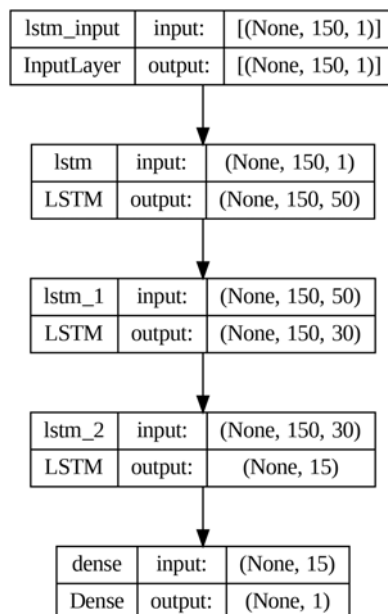 lstm_input input: [(None, 150, 1)]
InputLayer output: [(None, 150, 1)]
lstm input: (None, 150, 1)
LSTM output: (None, 150, 50)
lstm_1 input: (None, 150, 50)
LSTM output: (None, 150, 30)
lstm_2 input: (None, 150, 30)
LSTM output: (None, 15)
dense input: (None, 15)
Dense output: (None, 1)